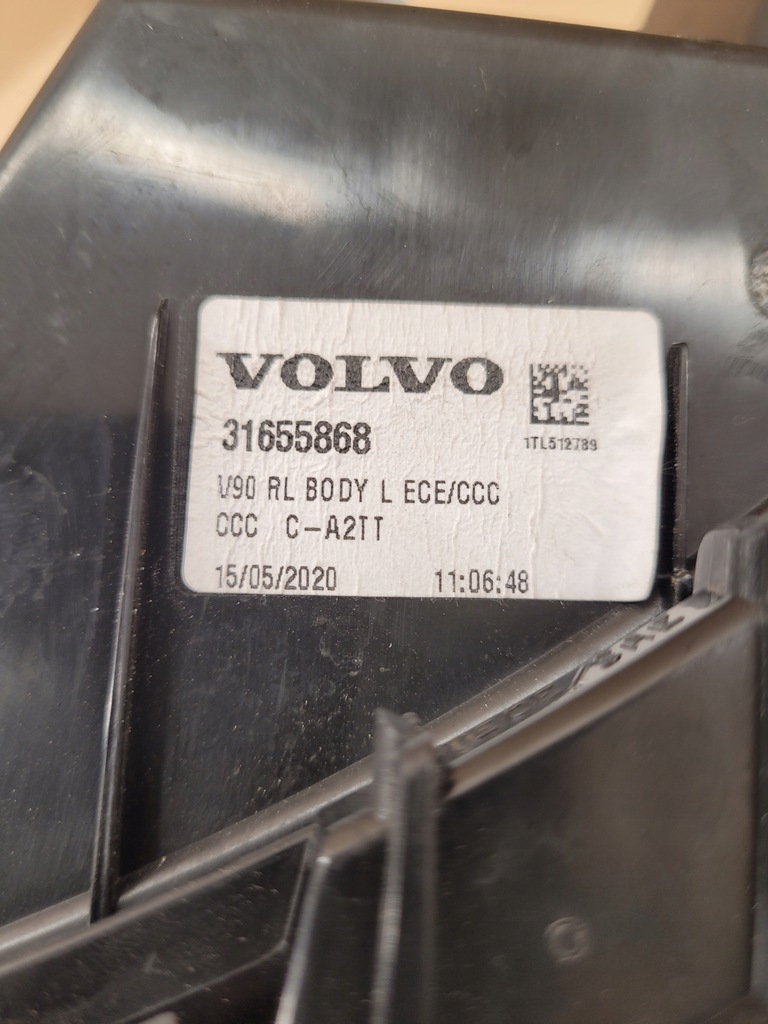 VOLVO
31655868
1TL512789
V90 RL BODY L ECE/CCC
CCC C-A2TT
15/05/2020 11:06:48